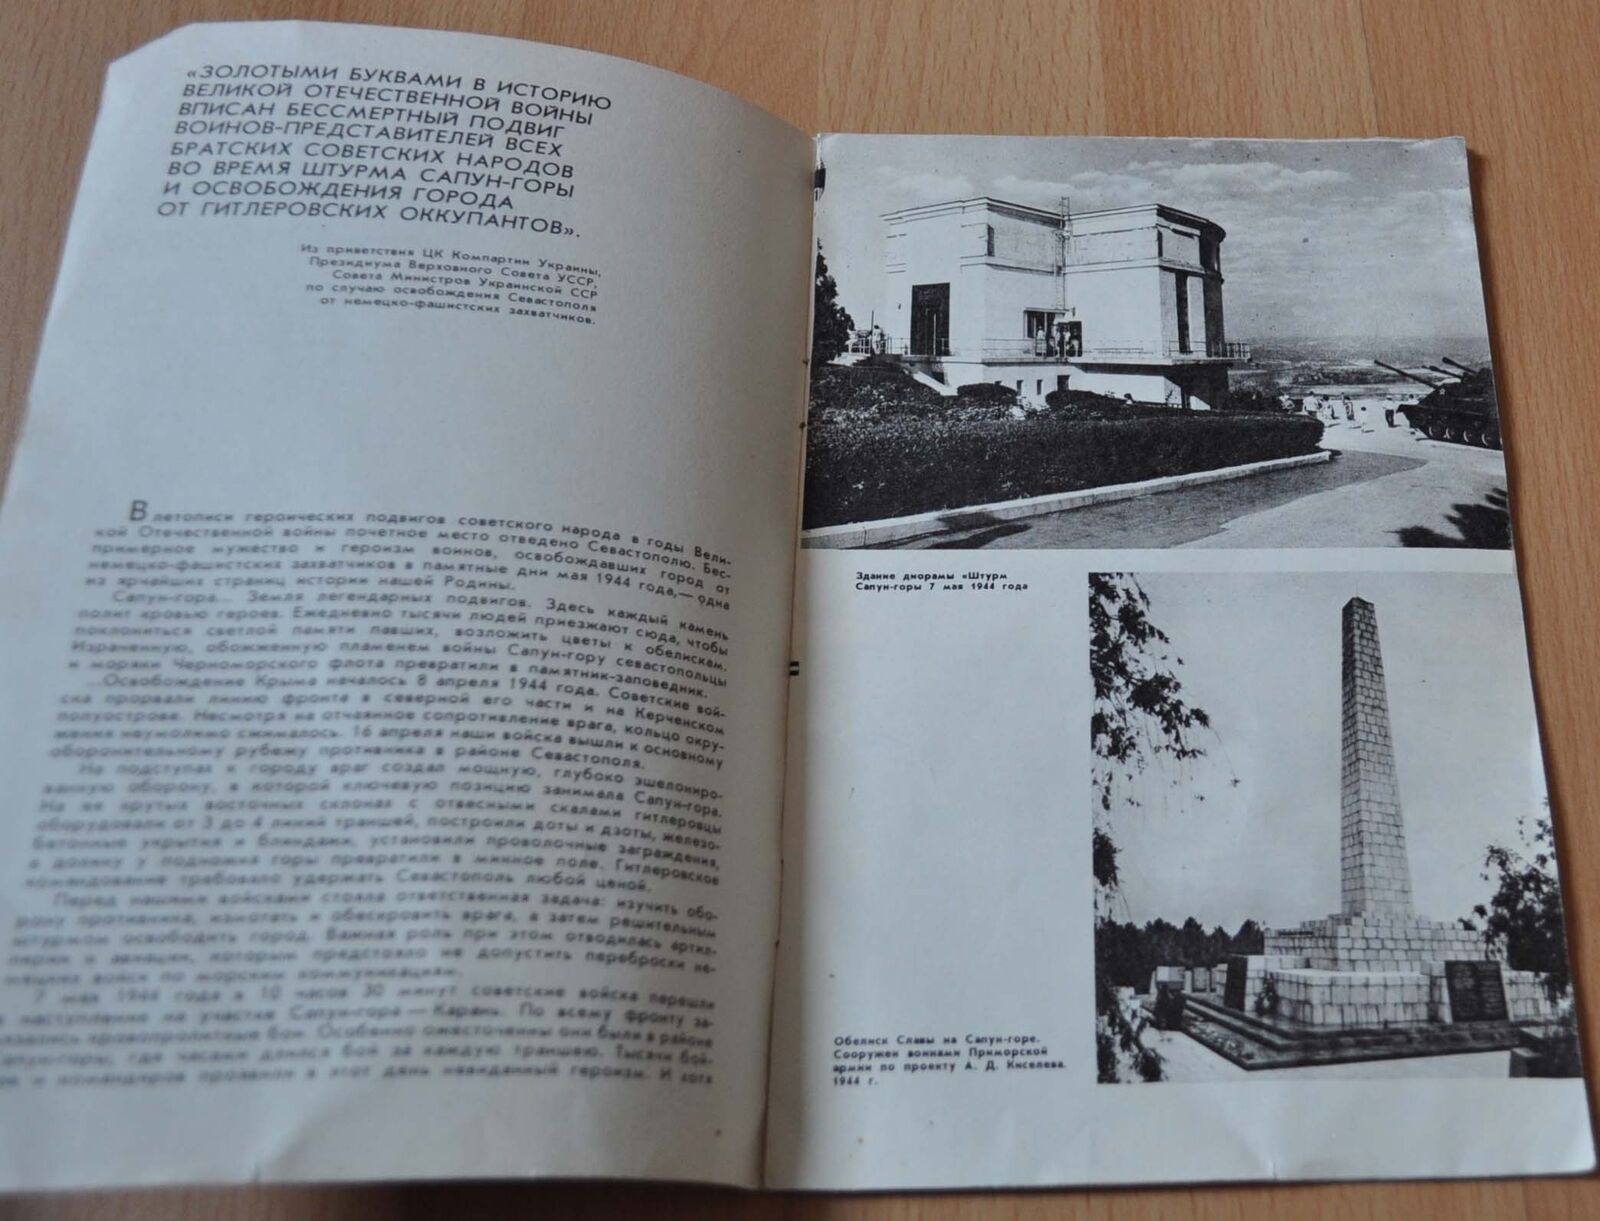 «ЗОЛОТЫМИ БУКВАМИ В ИСТОРИЮ
ВЕЛИКОЙ ОТЕЧЕСТВЕННОЙ ВОЙНЫ
ВПИСАН БЕССМЕРТНЫЙ ПОДВИГ
ВОИНОВ-ПРЕДСТАВИТЕЛЕЙ ВСЕХ
БРАТСКИХ СОВЕТСКИХ НАРОДОВ
ВО ВРЕМЯ ШТУРМА САПУН-ГОРЫ
И ОСВОБОЖДЕНИЯ ГОРОДА
ОТ ГИТЛЕРОВСКИХ ОККУПАНТОВ».
Из приветствия ЦК Компартии Украины,
Президиума Верховного Совета УССР,
Совета Министров Украинской ССР
по случаю освобождения Севастополя
от немецко-фашистских захватчиков.
В летописи героических подвигов советского народа в годы Вели-
кой Отечественной войны почетное место отведено Севастополю. Бес-
примерное мужество и героизм воинов, освобождавших город от
немецко-фашистских захватчиков в памятные дни мая 1944 года,— одна
из ярчайших страниц истории нашей Родины.
Сапун-гора... Земля легендарных подвигов. Здесь каждый камень
полит кровью героев. Ежедневно тысячи людей приезжают сюда, чтобы
поклониться светлой памяти павших, возложить цветы к обелискам.
Израненную, обожженную пламенем войны Сапун-гору севастопольцы
и моряки Черноморского флота превратили в памятник-заповедник.
...Освобождение Крыма началось 8 апреля 1944 года. Советские вой-
ска прорвали линию фронта в северной его части и на Керченском
полуострове. Несмотря на отчаянное сопротивление врага, кольцо окру-
жения неумолимо сжималось. 16 апреля наши войска вышли к основному
оборонительному рубежу противника в районе Севастополя.
На подступах к городу враг создал мощную, глубоко эшелониро-
ванную оборону, в которой ключевую позицию занимала Сапун-гора.
На ее крутых восточных склонах с отвесными скалами гитлеровцы
оборудовали от 3 до 4 линий траншей, построили доты и дзоты, железо-
бетонные укрытия и блиндажи, установили проволочные заграждения,
а долину у подножия горы превратили в минное поле. Гитлеровское
командование требовало удержать Севастополь любой ценой.
Перед нашими войсками стояла ответственная задача: изучить обо-
рону противника, измотать и обескровить врага, а затем решительным
штурмом освободить город. Важная роль при этом отводилась артил-
лерии и авиации, которым предстояло не допустить переброски не-
мецких войск по морским коммуникациям.
7 мая 1944 года в 10 часов 30 минут советские войска перешли
в наступление на участке Сапун-гора — Карань. По всему фронту за-
вязались кровопролитные бои. Особенно ожесточенны они были в районе
Сапун-горы, где часами длился бой за каждую траншею. Тысячи бой-
цов и командиров проявили в этот день невиданный героизм. И хотя
Здание диорамы «Штурм
Сапун-горы 7 мая 1944 года
Обелиск Славы на Сапун-горе.
Сооружен воинами Приморской
армии по проекту А. Д. Киселева.
1944 г.